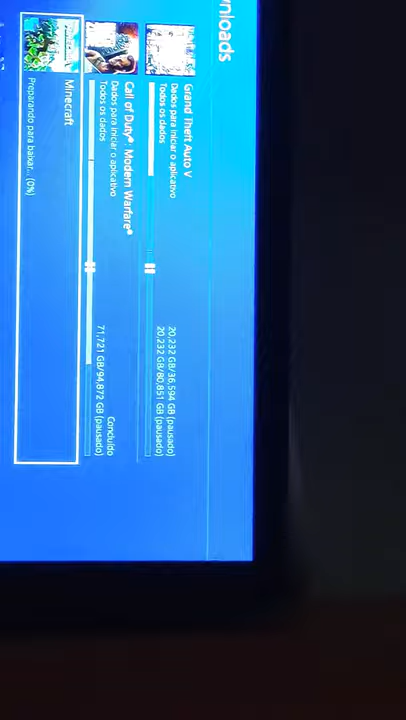 nloads
Grand Theft Auto V
Dados para iniciar o aplicativo 20,232 GB/36,594 GB (pausado)
Todos os dados 20,232 GB/80,851 GB (pausado)
Call of Duty®: Modern Warfare®
Dados para iniciar o aplicativo Concluído
Todos os dados 71,721 GB/94,872 GB (pausado)
Minecraft
Preparando para baixar... (0%)